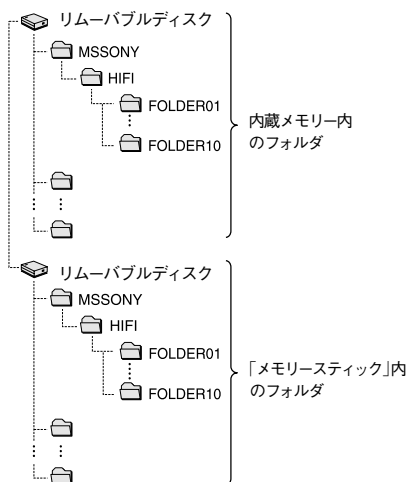 リムーバブルディスク
MSSONY
HIFI
FOLDER01
FOLDER10
内蔵メモリー内
のフォルダ
リムーバブルディスク
MSSONY
HIFI
FOLDER01
FOLDER10
「メモリースティック」内
のフォルダ